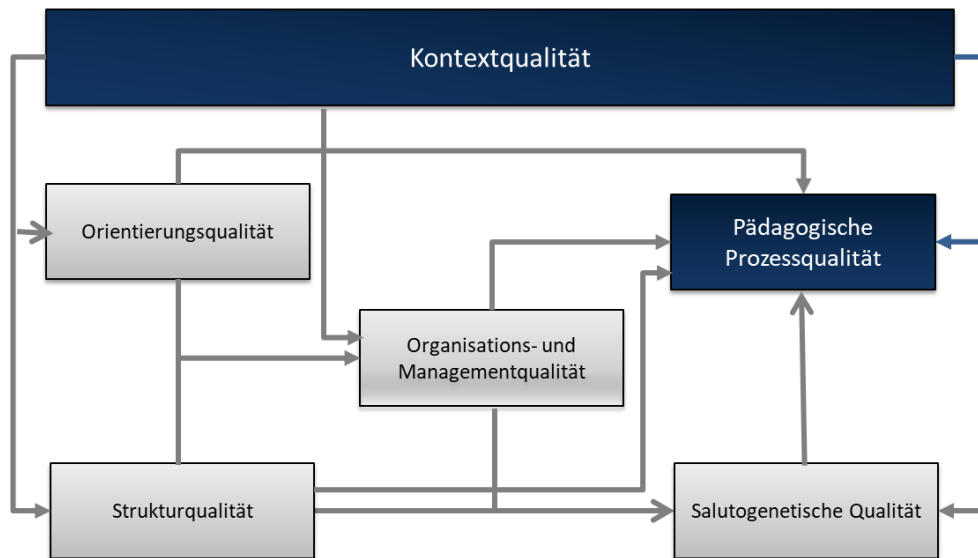 Kontextqualität
Orientierungsqualität
Pädagogische
Prozessqualität
Organisations- und
Managementqualität
Strukturqualität
Salutogenetische Qualität